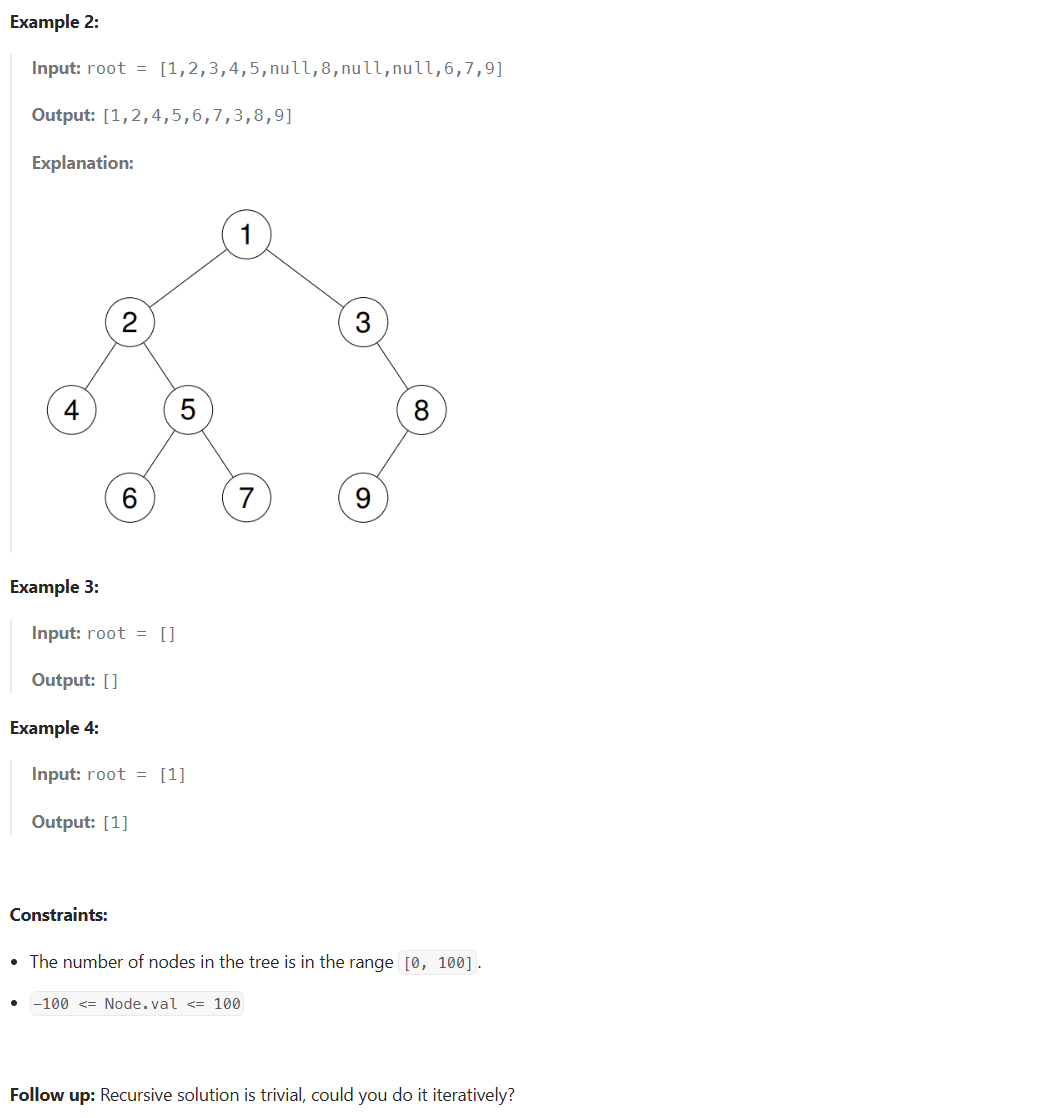 Example 2:
Input: root = [1,2,3,4,5,null,8,null,null,6,7,9]
Output: [1,2,4,5,6,7,3,8,9]
Explanation:
1
2 3
4 5 8
6 7 9
Example 3:
Input: root = []
Output: []
Example 4:
Input: root = [1]
Output: [1]
Constraints:
• The number of nodes in the tree is in the range [0, 100].
• -100 <= Node.val <= 100
Follow up: Recursive solution is trivial, could you do it iteratively?